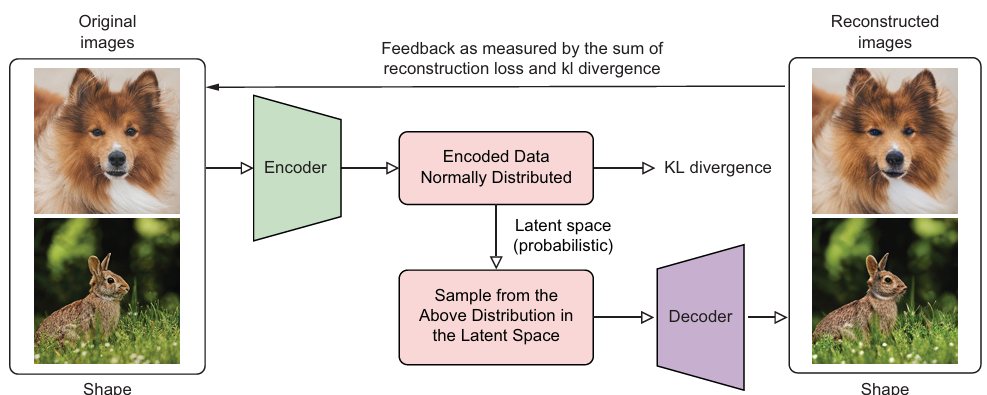 Original
images
Feedback as measured by the sum of
reconstruction loss and kl divergence
Reconstructed
images
Encoder
Encoded Data
Normally Distributed
KL divergence
Latent space
(probabilistic)
Sample from the
Above Distribution in
the Latent Space
Decoder
Shape
Shape